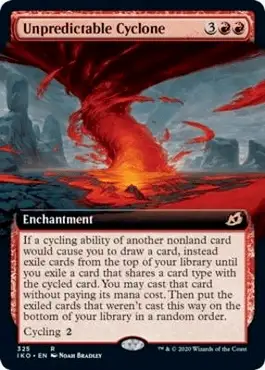 Unpredictable Cyclone 3
Enchantment
If a cycling ability of another nonland card
would cause you to draw a card, instead
exile cards from the top of your library until
you exile a card that shares a card type
with the cycled card. You may cast that card
without paying its mana cost. Then put the
exiled cards that weren't cast this way on the
bottom of your library in a random order.
Cycling 2
325 R
IKO • EN Noah Bradley
™ & © 2020 Wizards of the Coast